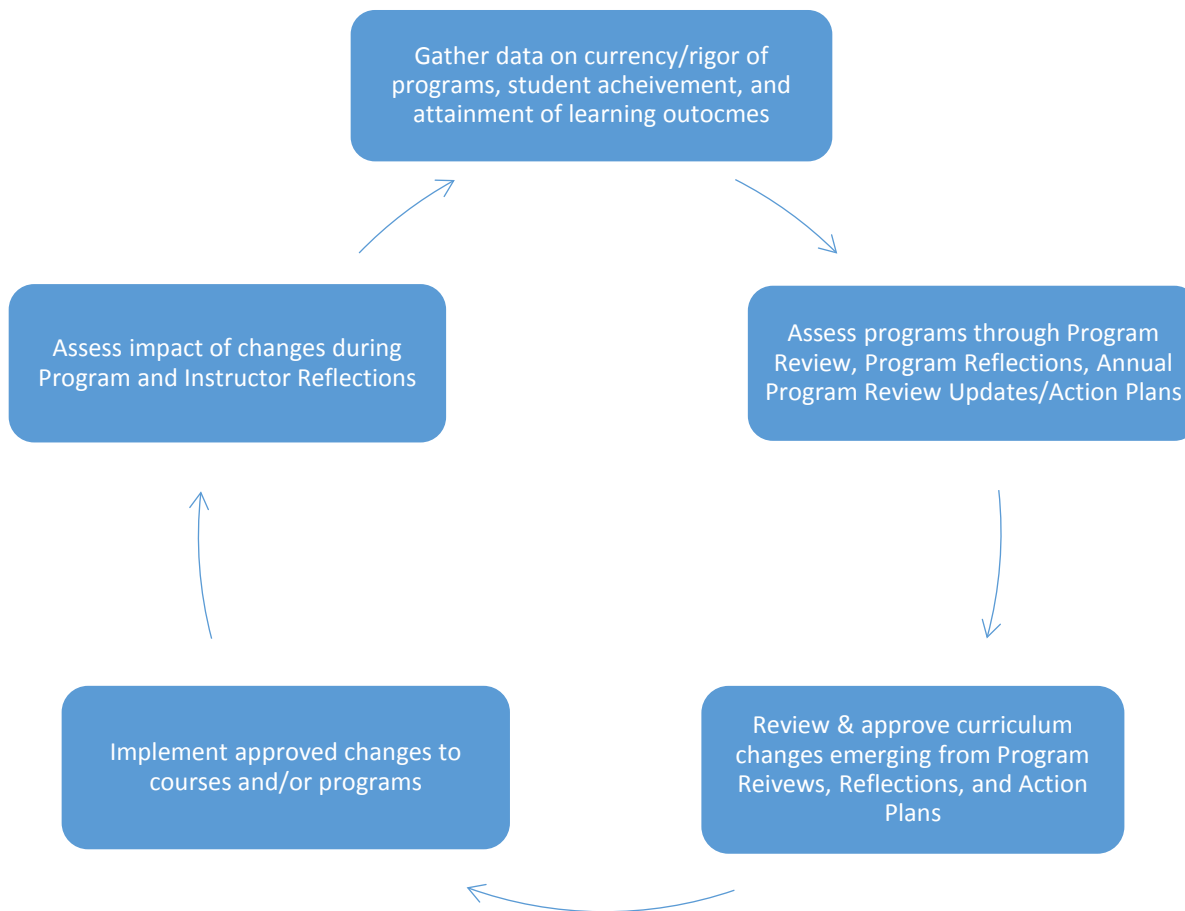 Gather data on currency/rigor of
programs, student acheivement, and
attainment of learning outocmes
Assess programs through Program
Review, Program Reflections, Annual
Program Review Updates/Action Plans
Review & approve curriculum
changes emerging from Program
Reivews, Reflections, and Action
Plans
Implement approved changes to
courses and/or programs
Assess impact of changes during
Program and Instructor Reflections